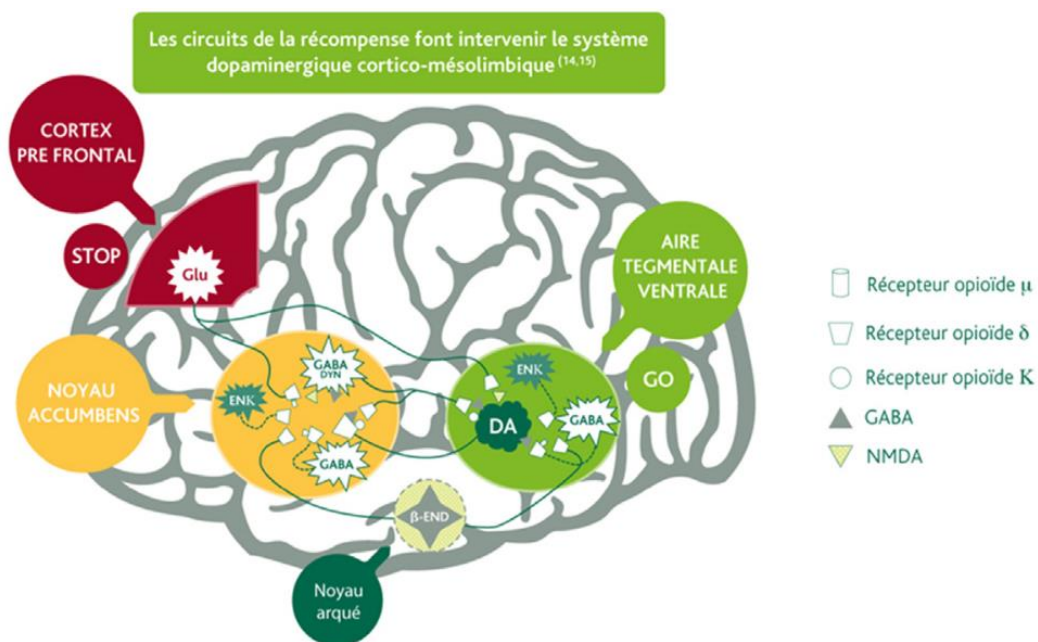 Les circuits de la récompense font intervenir le système
dopaminergique cortico-mésolimbique (14,15)
CORTEX
PRE FRONTAL
STOP
Glu
AIRE
TEGMENTALE
VENTRALE
GO
NOYAU
ACCUMBENS
GABA
DYN
ENK
GABA
ENK
DA
GABA
β-END
Noyau
arqué
Récepteur opioïde μ
Récepteur opioïde δ
Récepteur opioïde K
GABA
NMDA